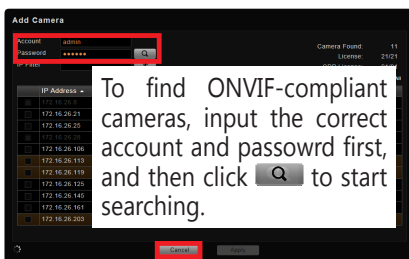 Add Camera
Account admin
Password ••••••
Camera Found: 11
License: 21/21
IP Filter
IP Address
172.16.26.6
172.16.26.21
172.16.26.25
172.16.26.106
172.16.26.113
172.16.26.119
172.16.26.125
172.16.26.145
172.16.26.161
172.16.26.203
To find ONVIF-compliant
cameras, input the correct
account and passowrd first,
and then click to start
searching.
Cancel Apply